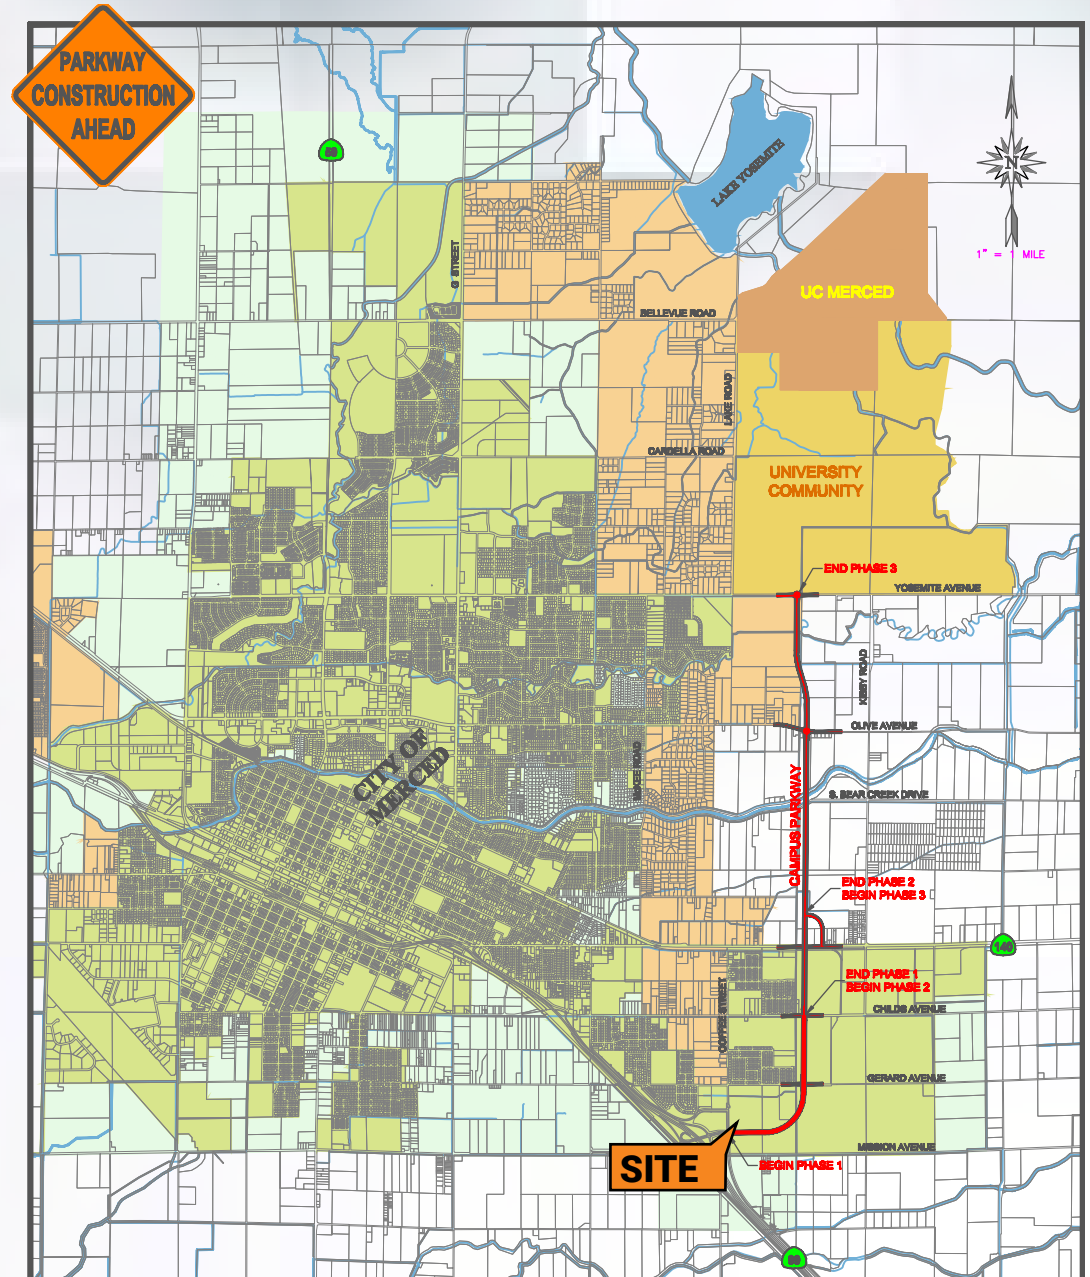 PARKWAY
CONSTRUCTION
AHEAD
LAKE YOSEMITE
N
1" = 1 MILE
G STREET
UC MERCED
BELLEVUE ROAD
LAKE ROAD
CARDELLA ROAD
UNIVERSITY
COMMUNITY
END PHASE 3
YOSEMITE AVENUE
KIBBY ROAD
OLIVE AVENUE
CITY OF
MERCED
CAMPUS PARKWAY
S. BEAR CREEK DRIVE
END PHASE 2
BEGIN PHASE 3
140
END PHASE 1
BEGIN PHASE 2
CHILDS AVENUE
COFFEE STREET
GERARD AVENUE
MISSION AVENUE
SITE
BEGIN PHASE 1